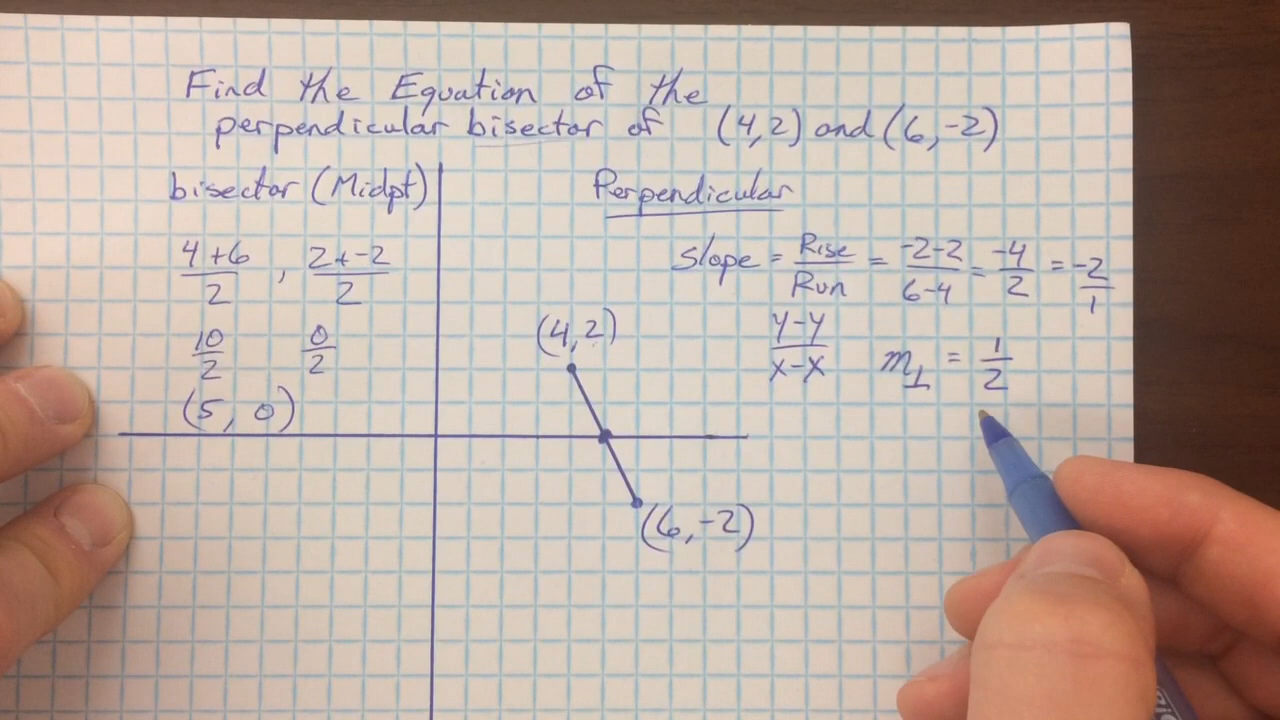 Find the Equation of the
perpendicular bisector of (4,2) and (6,-2)
bisector (Midpt)
4+6/2 , 2+-2/2
10/2 0/2
(5, 0)
Perpendicular
Slope = Rise/Run = -2-2/6-4 = -4/2 = -2/1
y-y/x-x
m⊥ = 1/2
(4,2)
(6,-2)